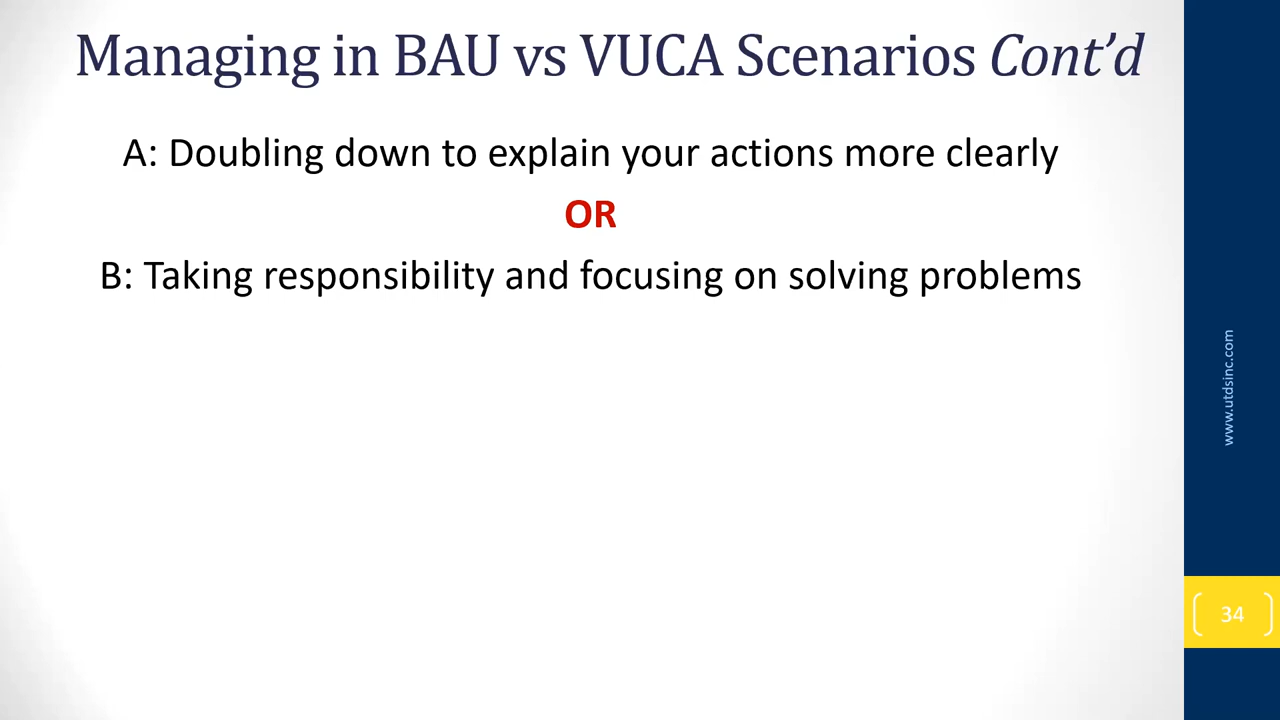 Managing in BAU vs VUCA Scenarios Cont’d
A: Doubling down to explain your actions more clearly
OR
B: Taking responsibility and focusing on solving problems
www.utdsinc.com
34